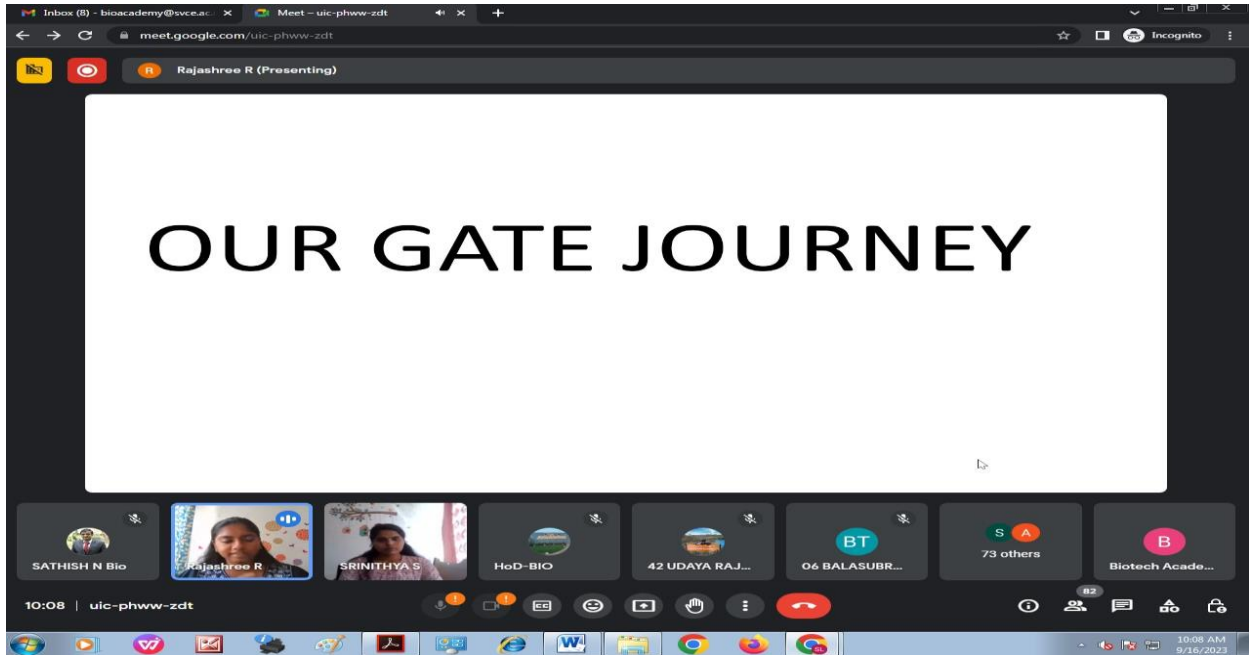 Inbox (8) - bioacademy@svce.ac
Meet – uic-phww-zdt
meet.google.com/uic-phww-zdt
Incognito
R
Rajashree R (Presenting)
OUR GATE JOURNEY
BT
S A
73 others
B
SATHISH N Bio
Rajashree R
SRINITHYA S
HoD-BIO
42 UDAYA RAJ...
06 BALASUBR...
Biotech Acade...
10:08 | uic-phww-zdt
CC
82
W
SL
10:08 AM
9/16/2023